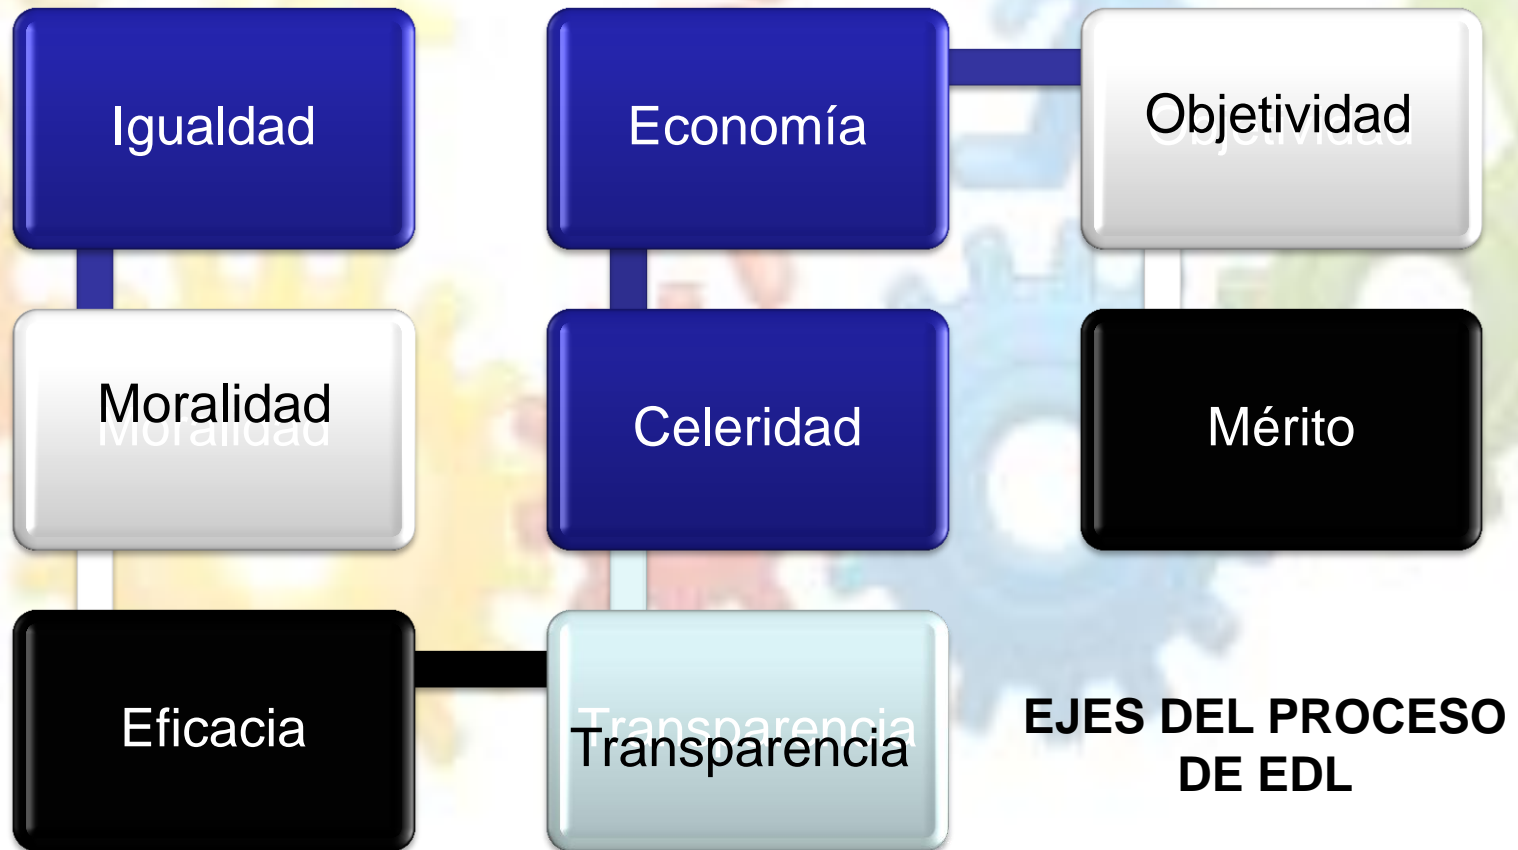 Igualdad
Moralidad
Eficacia
Transparencia
Celeridad
Economía
Objetividad
Mérito
EJES DEL PROCESO
DE EDL